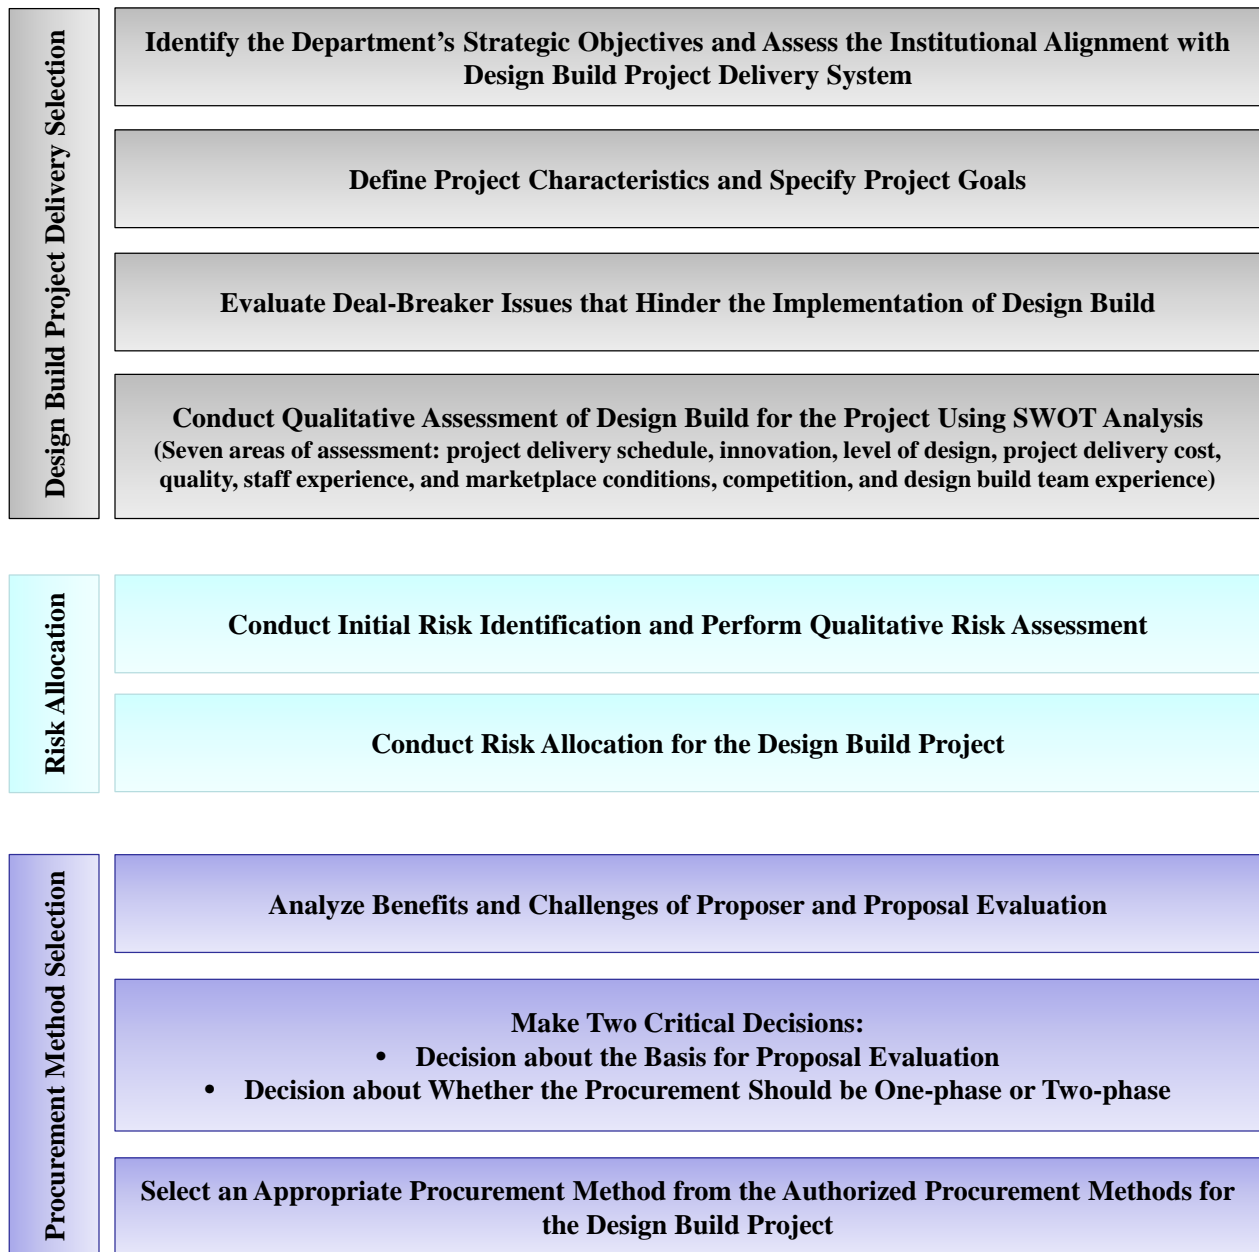 Design Build Project Delivery Selection
Identify the Department’s Strategic Objectives and Assess the Institutional Alignment with
Design Build Project Delivery System
Define Project Characteristics and Specify Project Goals
Evaluate Deal-Breaker Issues that Hinder the Implementation of Design Build
Conduct Qualitative Assessment of Design Build for the Project Using SWOT Analysis
(Seven areas of assessment: project delivery schedule, innovation, level of design, project delivery cost,
quality, staff experience, and marketplace conditions, competition, and design build team experience)
Risk Allocation
Conduct Initial Risk Identification and Perform Qualitative Risk Assessment
Conduct Risk Allocation for the Design Build Project
Procurement Method Selection
Analyze Benefits and Challenges of Proposer and Proposal Evaluation
Make Two Critical Decisions:
• Decision about the Basis for Proposal Evaluation
• Decision about Whether the Procurement Should be One-phase or Two-phase
Select an Appropriate Procurement Method from the Authorized Procurement Methods for
the Design Build Project